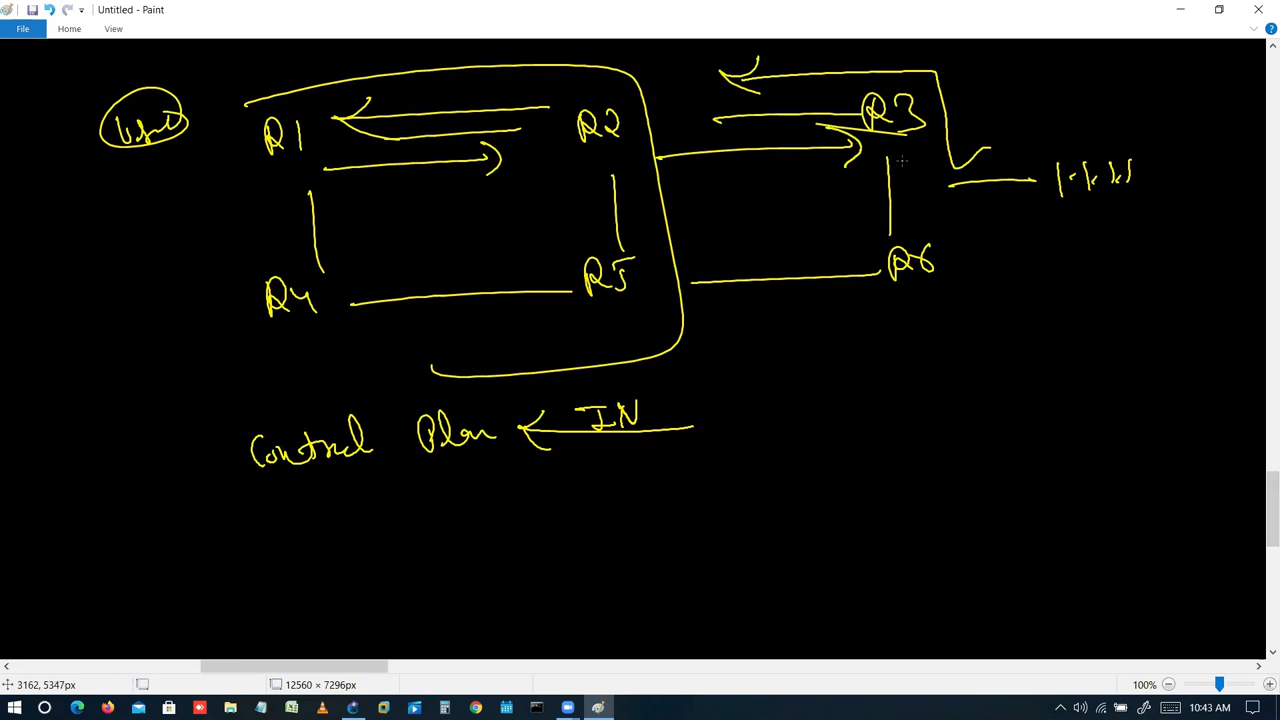 Untitled - Paint
File Home View
User
R1 R2 R3
1.1.1.1
R4 R5 R6
IN
Control Plan
3162, 5347px 12560 × 7296px 100%
10:43 AM